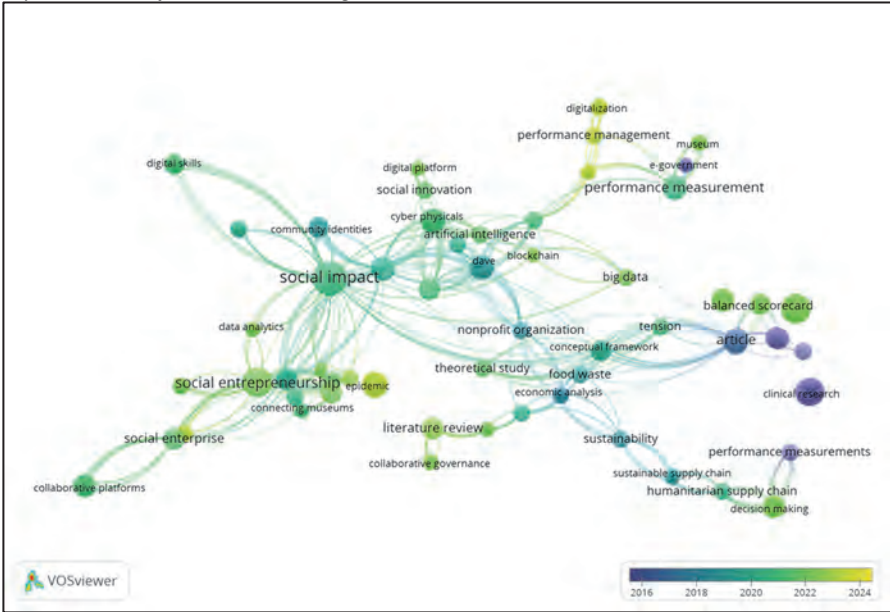 digitalization
performance management
museum
e-government
performance measurement
digital skills
digital platform
social innovation
cyber physicals
community identities
artificial intelligence
dave
blockchain
social impact
big data
balanced scorecard
data analytics
nonprofit organization
tension
article
conceptual framework
theoretical study
food waste
social entrepreneurship
epidemic
economic analysis
clinical research
connecting museums
literature review
social enterprise
sustainability
performance measurements
collaborative governance
sustainable supply chain
collaborative platforms
humanitarian supply chain
decision making
VOSviewer
2016 2018 2020 2022 2024